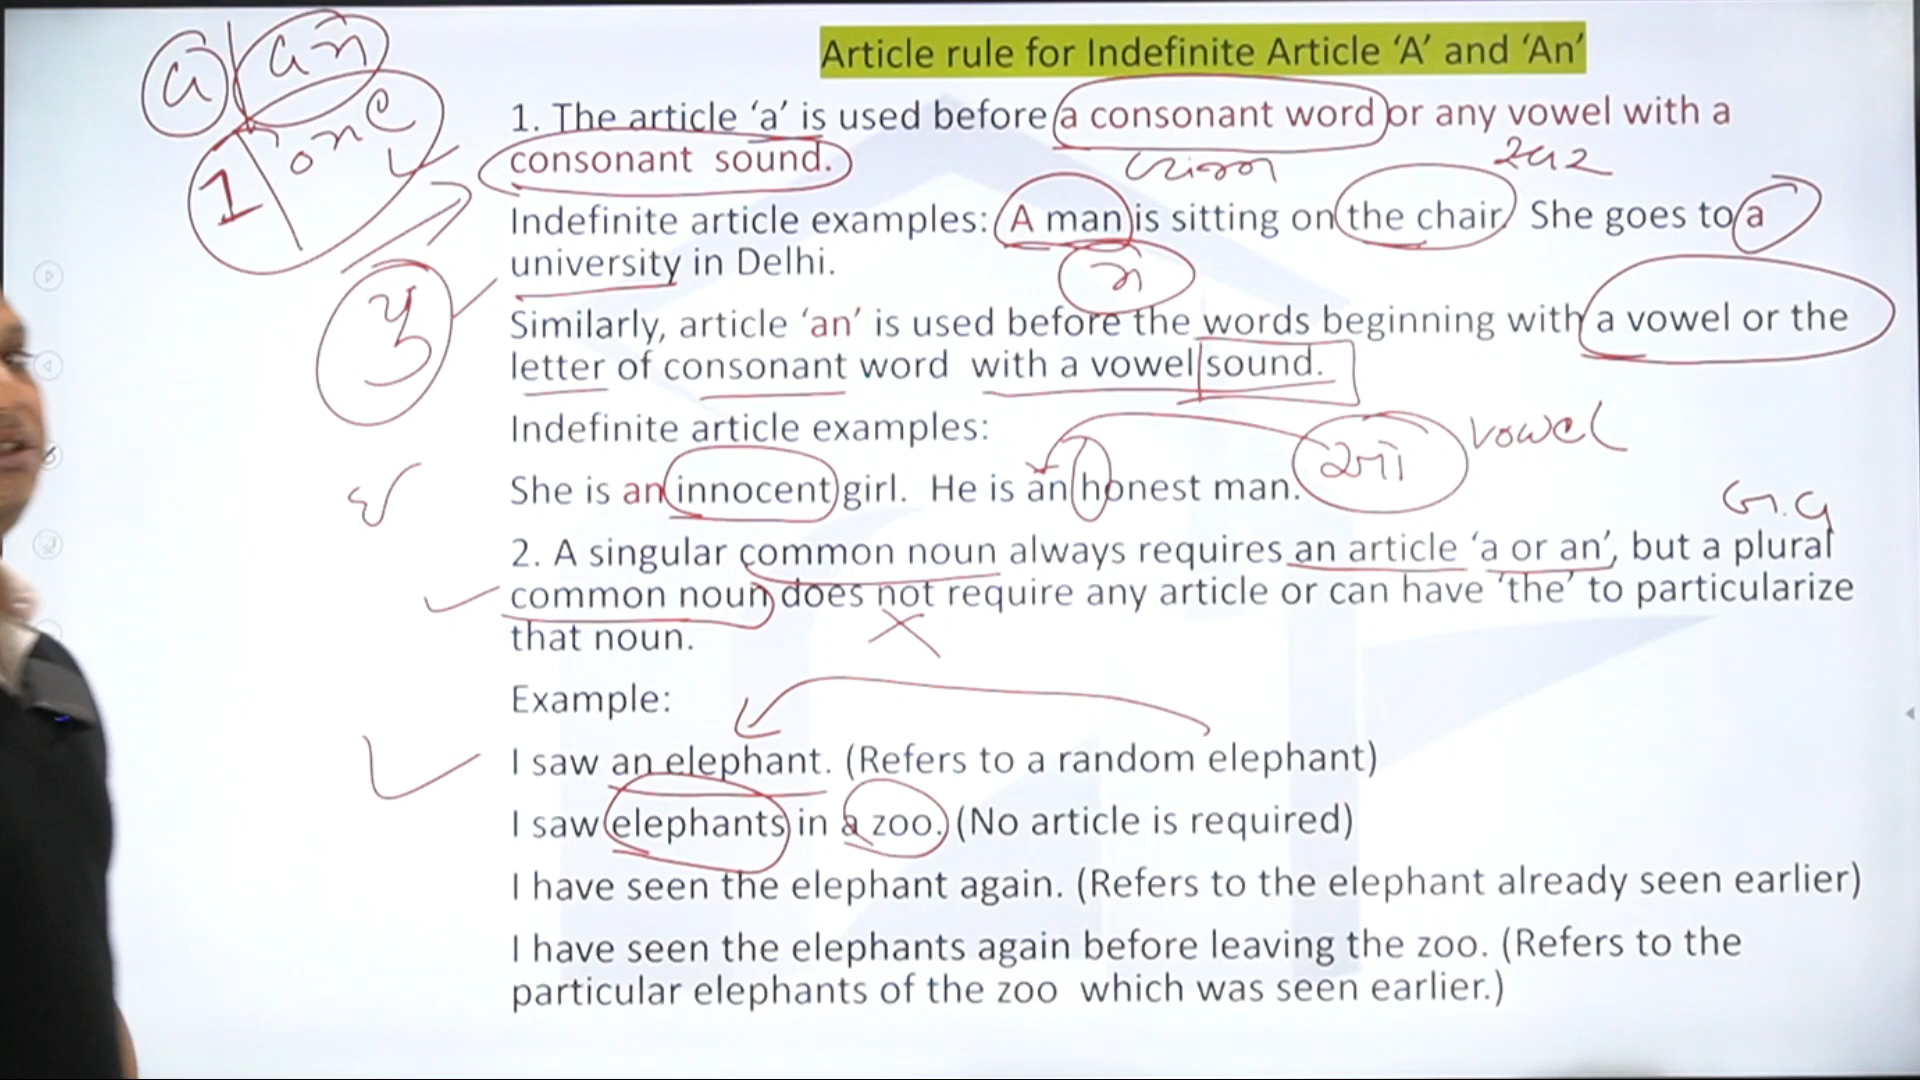 a an
Article rule for Indefinite Article ‘A’ and ‘An’
1 one
1. The article ‘a’ is used before a consonant word or any vowel with a
consonant sound.
Indefinite article examples: A man is sitting on the chair. She goes to a
university in Delhi.
Similarly, article ‘an’ is used before the words beginning with a vowel or the
letter of consonant word with a vowel sound.
Indefinite article examples:
vowel
She is an innocent girl. He is an honest man.
2. A singular common noun always requires an article ‘a or an’, but a plural
common noun does not require any article or can have ‘the’ to particularize
that noun.
Example:
I saw an elephant. (Refers to a random elephant)
I saw elephants in a zoo. (No article is required)
I have seen the elephant again. (Refers to the elephant already seen earlier)
I have seen the elephants again before leaving the zoo. (Refers to the
particular elephants of the zoo which was seen earlier.)